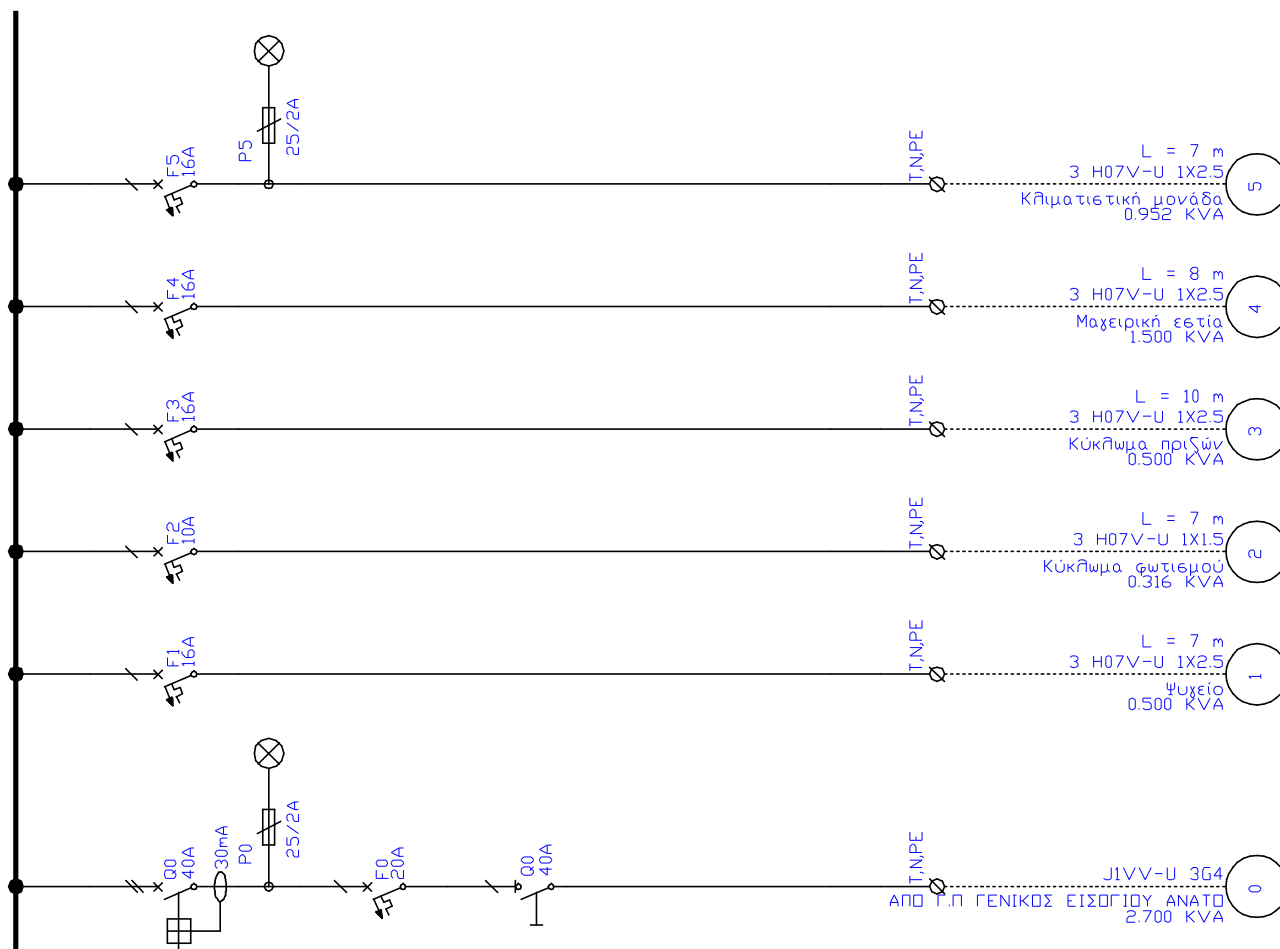 P5
25/2A
F5
16A
T,N,PE
L = 7 m
3 H07V-U 1X2.5
Κλιματιστική μονάδα
0.952 KVA
5
F4
16A
T,N,PE
L = 8 m
3 H07V-U 1X2.5
Μαγειρική εστία
1.500 KVA
4
F3
16A
T,N,PE
L = 10 m
3 H07V-U 1X2.5
Κύκλωμα πριζών
0.500 KVA
3
F2
10A
T,N,PE
L = 7 m
3 H07V-U 1X1.5
Κύκλωμα φωτισμού
0.316 KVA
2
F1
16A
T,N,PE
L = 7 m
3 H07V-U 1X2.5
Ψυγείο
0.500 KVA
1
Q0
40A
30mA
P0
25/2A
F0
20A
Q0
40A
T,N,PE
J1VV-U 3G4
ΑΠΟ Γ.Π ΓΕΝΙΚΟΣ ΕΙΣΟΓΙΟΥ ΑΝΑΤΟ
2.700 KVA
0